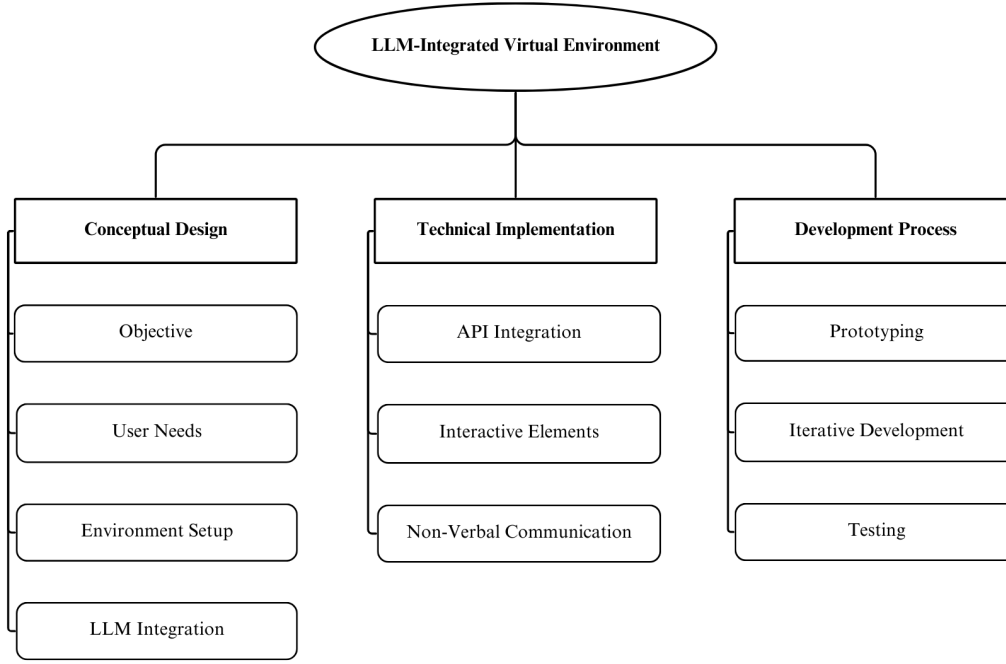 LLM-Integrated Virtual Environment
Conceptual Design
Objective
User Needs
Environment Setup
LLM Integration
Technical Implementation
API Integration
Interactive Elements
Non-Verbal Communication
Development Process
Prototyping
Iterative Development
Testing